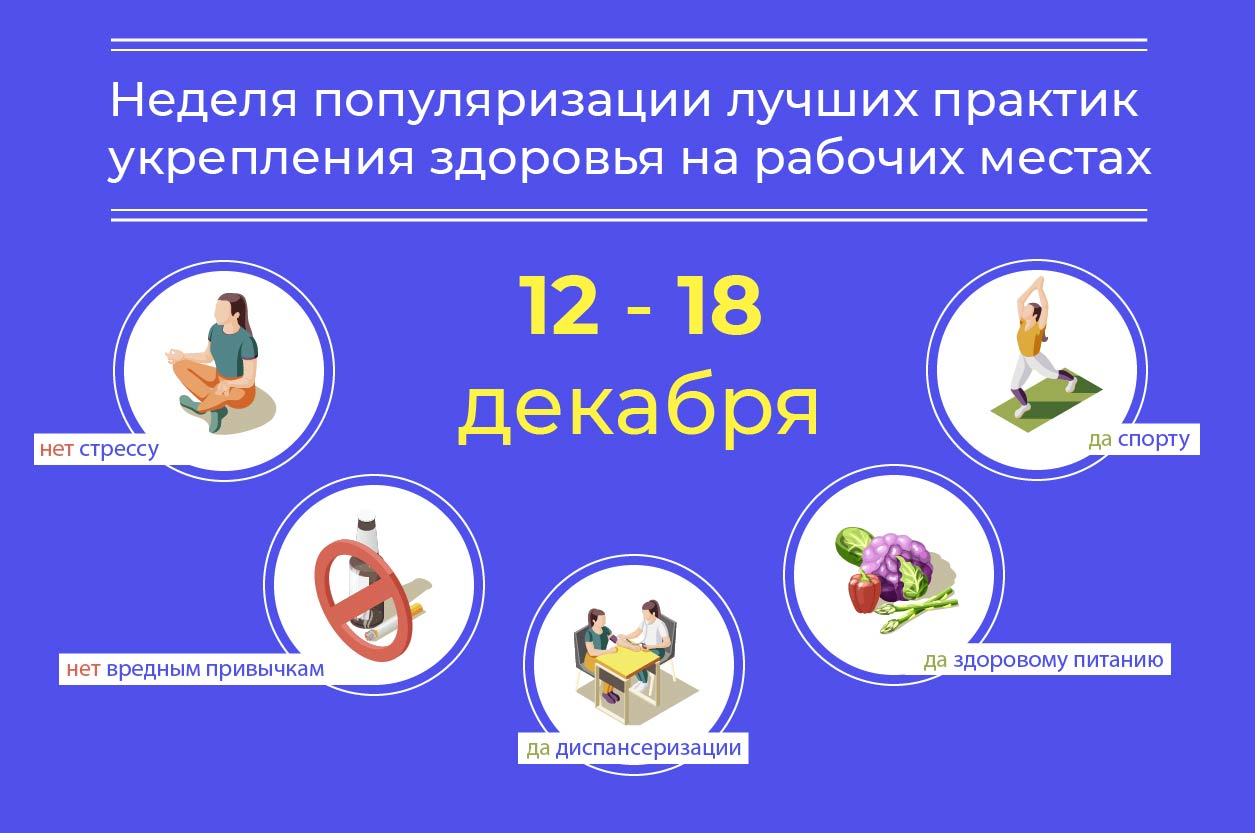 Неделя популяризации лучших практик
укрепления здоровья на рабочих местах
12 - 18
декабря
нет стрессу
да спорту
нет вредным привычкам
да здоровому питанию
да диспансеризации